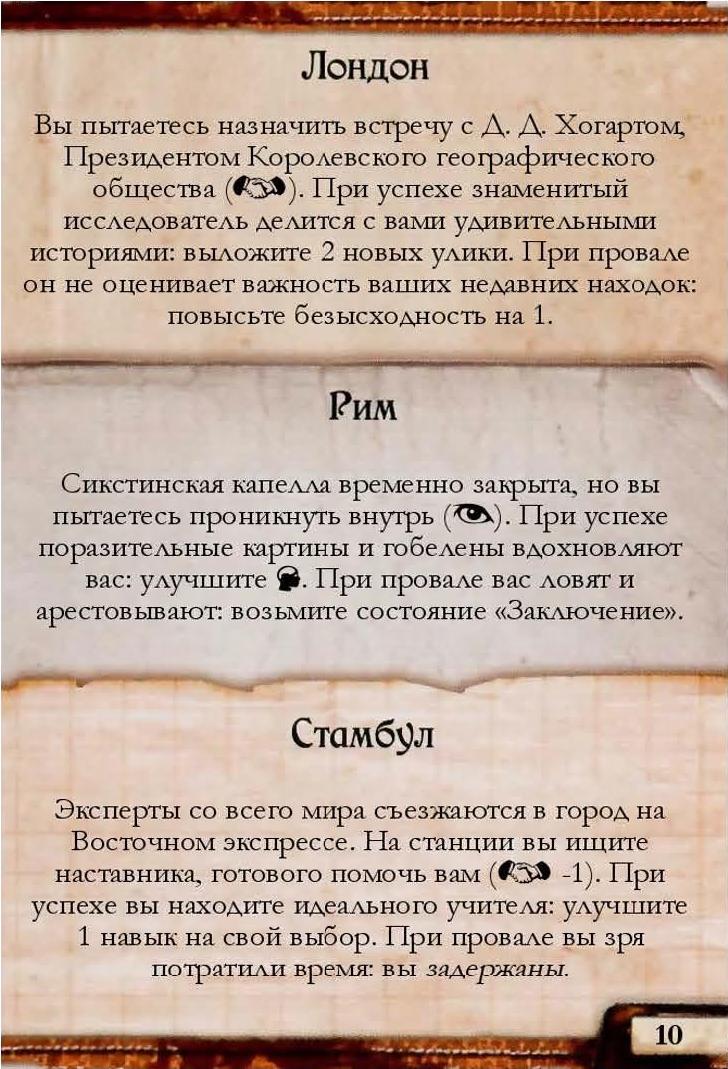 Лондон
Вы пытаетесь назначить встречу с Д. Д. Хогартом,
Президентом Королевского географического
общества (). При успехе знаменитый
исследователь делится с вами удивительными
историями: выложите 2 новых улики. При провале
он не оценивает важность ваших недавних находок:
повысьте безысходность на 1.
Рим
Сикстинская капелла временно закрыта, но вы
пытаетесь проникнуть внутрь (). При успехе
поразительные картины и гобелены вдохновляют
вас: улучшите . При провале вас ловят и
арестовывают: возьмите состояние «Заключение».
Стамбул
Эксперты со всего мира съезжаются в город на
Восточном экспрессе. На станции вы ищите
наставника, готового помочь вам ( -1). При
успехе вы находите идеального учителя: улучшите
1 навык на свой выбор. При провале вы зря
потратили время: вы задержаны.
10